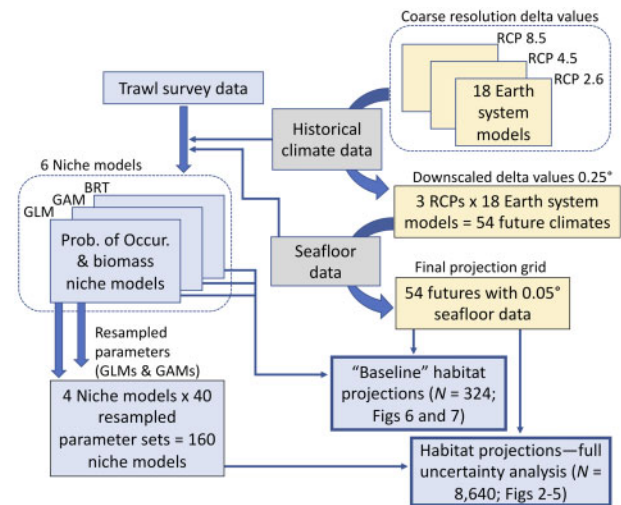 Coarse resolution delta values
RCP 8.5
RCP 4.5
RCP 2.6
18 Earth
system
models
Trawl survey data
Historical
climate data
Downscaled delta values 0.25°
3 RCPs x 18 Earth system
models = 54 future climates
6 Niche models
BRT
GAM
GLM
Prob. of Occur.
& biomass
niche models
Seafloor
data
Final projection grid
54 futures with 0.05°
seafloor data
Resampled
parameters
(GLMs & GAMs)
"Baseline" habitat
projections (N = 324;
Figs 6 and 7)
4 Niche models x 40
resampled
parameter sets = 160
niche models
Habitat projections—full
uncertainty analysis (N =
8,640; Figs 2-5)